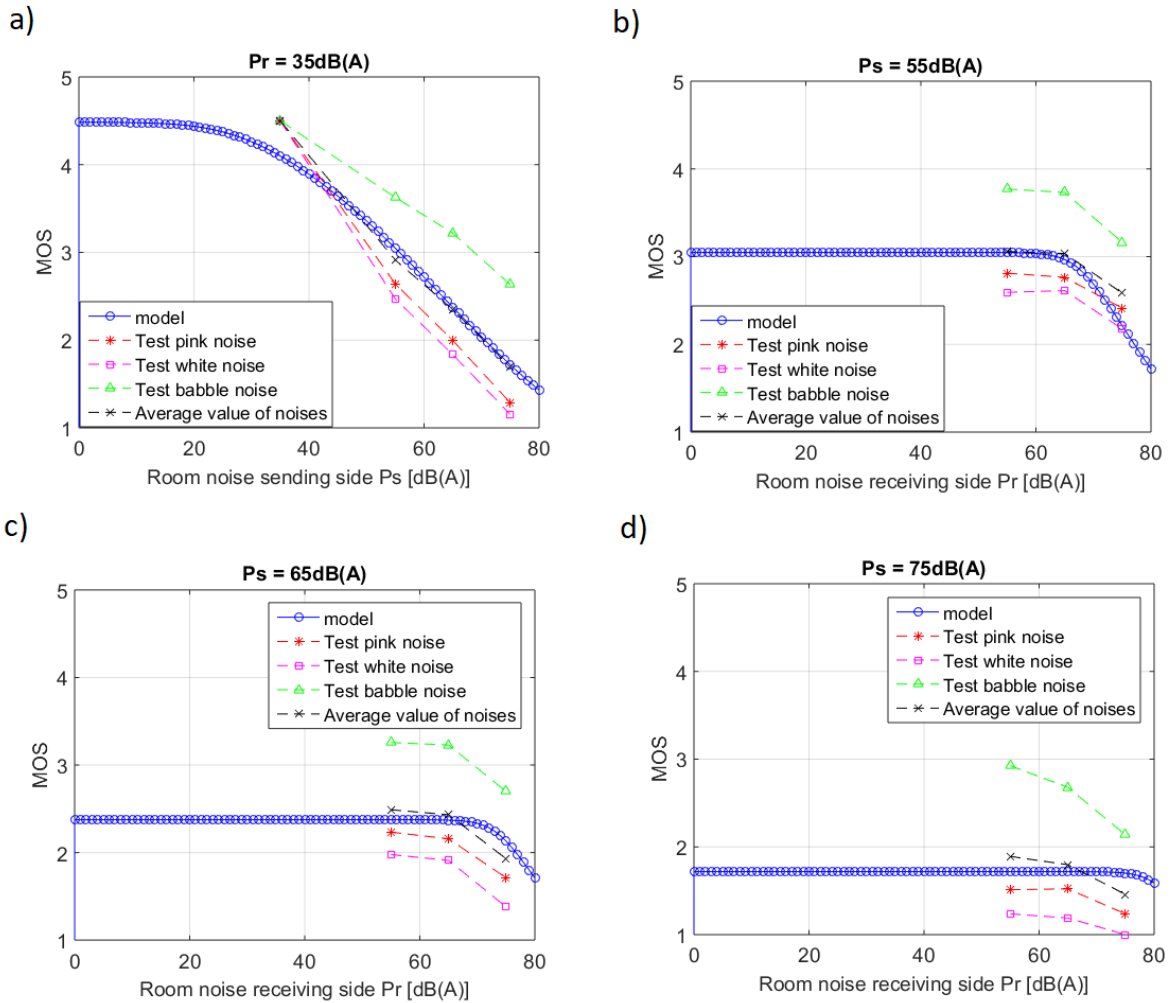 a)
Pr = 35dB(A)
5
4
3
2
1
MOS
model
Test pink noise
Test white noise
Test babble noise
Average value of noises
0 20 40 60 80
Room noise sending side Ps [dB(A)]
b)
Ps = 55dB(A)
5
4
3
2
1
MOS
model
Test pink noise
Test white noise
Test babble noise
Average value of noises
0 20 40 60 80
Room noise receiving side Pr [dB(A)]
c)
Ps = 65dB(A)
5
4
3
2
1
MOS
model
Test pink noise
Test white noise
Test babble noise
Average value of noises
0 20 40 60 80
Room noise receiving side Pr [dB(A)]
d)
Ps = 75dB(A)
5
4
3
2
1
MOS
model
Test pink noise
Test white noise
Test babble noise
Average value of noises
0 20 40 60 80
Room noise receiving side Pr [dB(A)]